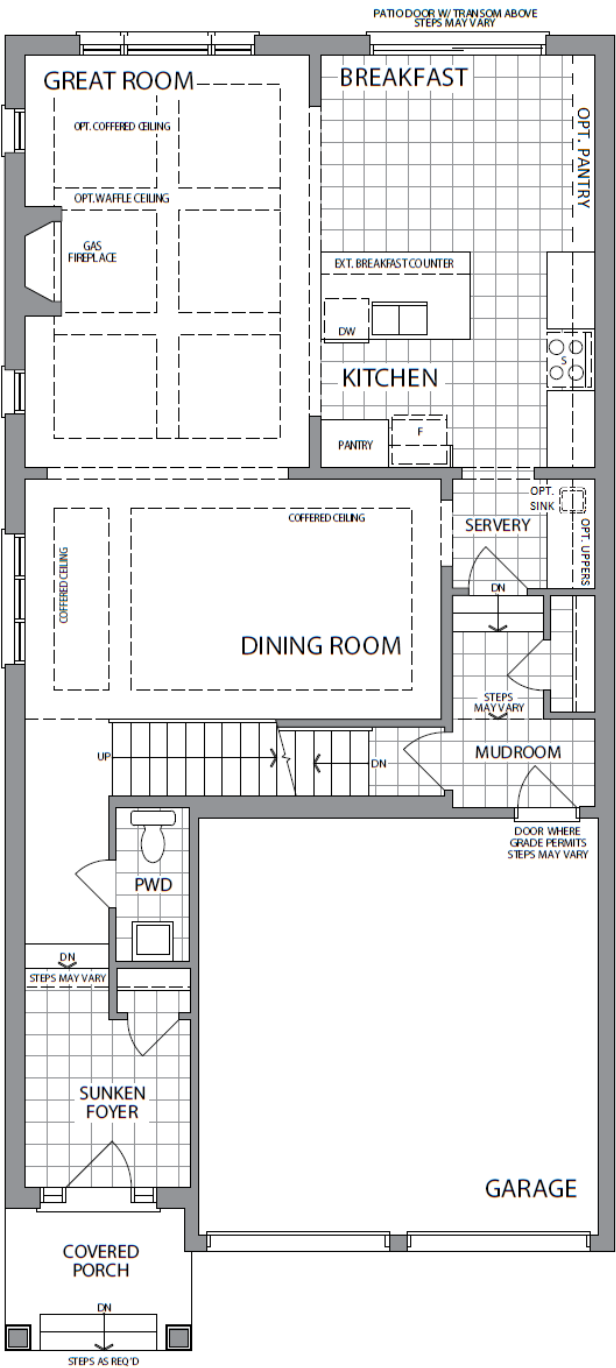 PATIO DOOR W/ TRANSOM ABOVE
STEPS MAY VARY
GREAT ROOM
BREAKFAST
OPT. COFFERED CEILING
OPT. PANTRY
OPT. WAFFLE CEILING
GAS
FIREPLACE
EXT. BREAKFAST COUNTER
DW
S
KITCHEN
PANTRY
F
OPT.
SINK
COFFERED CEILING
SERVERY
OPT. UPPERS
COFFERED CEILING
DN
DINING ROOM
STEPS
MAY VARY
UP
DN
MUDROOM
DOOR WHERE
GRADE PERMITS
STEPS MAY VARY
PWD
DN
STEPS MAY VARY
SUNKEN
FOYER
GARAGE
COVERED
PORCH
DN
STEPS AS REQ'D